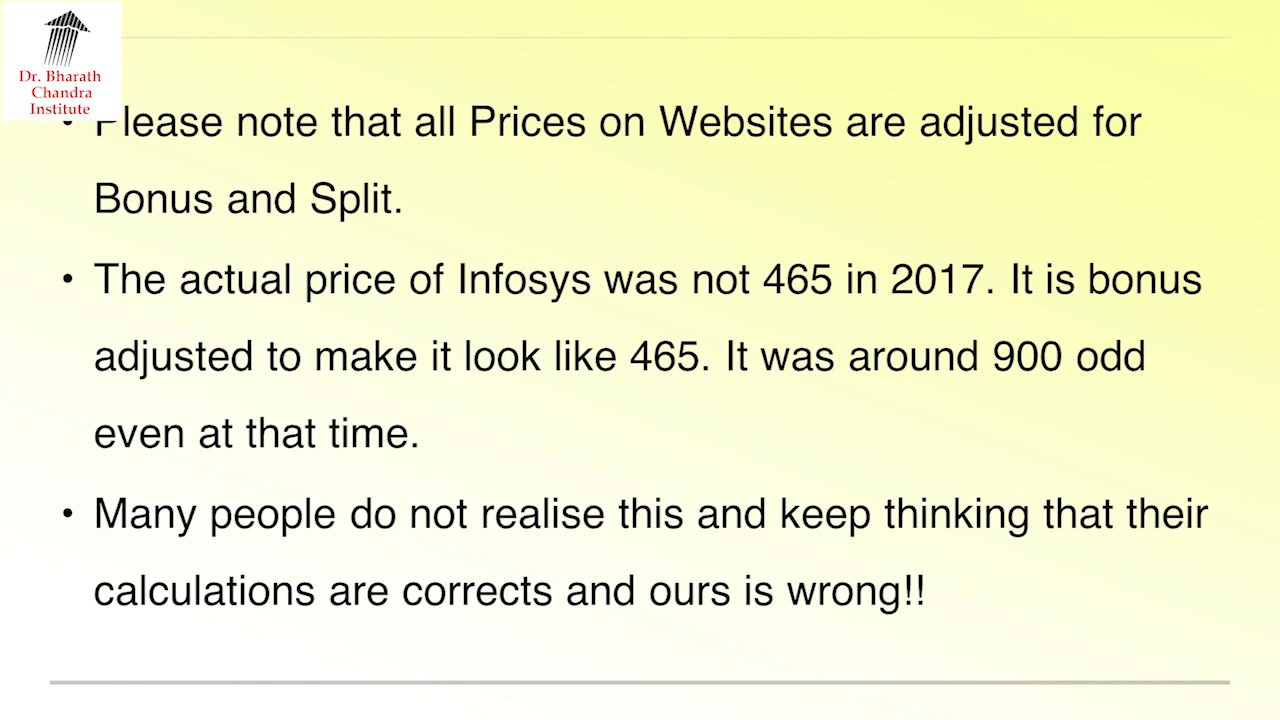 Dr. Bharath
Chandra
Institute
• Please note that all Prices on Websites are adjusted for
Bonus and Split.
• The actual price of Infosys was not 465 in 2017. It is bonus
adjusted to make it look like 465. It was around 900 odd
even at that time.
• Many people do not realise this and keep thinking that their
calculations are corrects and ours is wrong!!